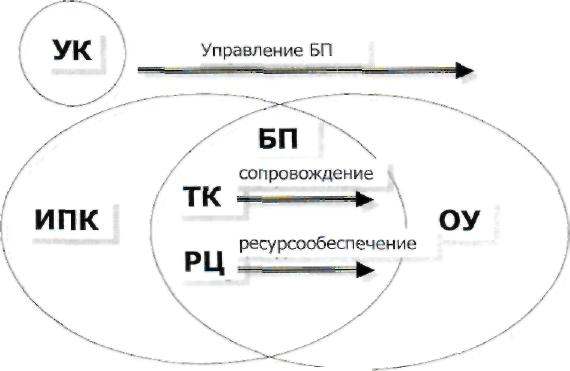 УК
Управление БП
БП
сопровождение
ТК
ИПК
ОУ
ресурсообеспечение
РЦ